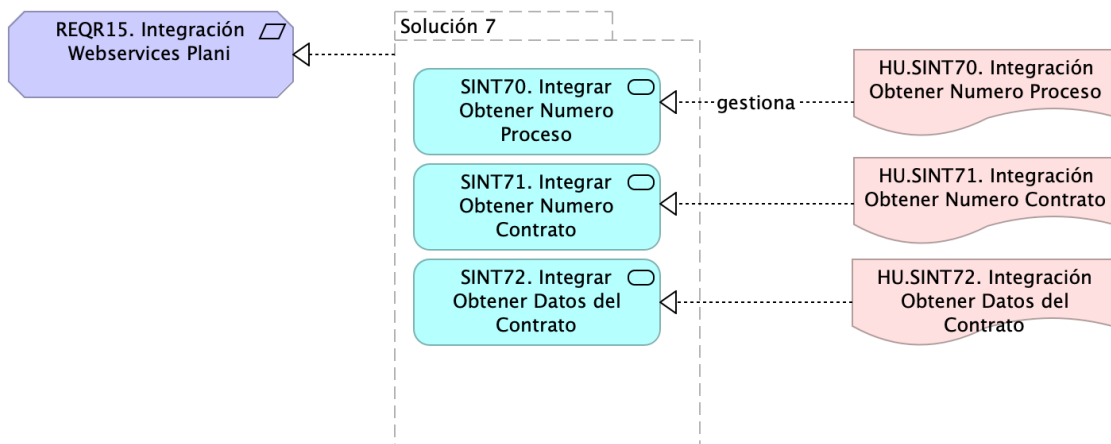 REQR15. Integración
Webservices Plani
Solución 7
SINT70. Integrar
Obtener Numero
Proceso
gestiona
HU.SINT70. Integración
Obtener Numero Proceso
SINT71. Integrar
Obtener Numero
Contrato
HU.SINT71. Integración
Obtener Numero Contrato
SINT72. Integrar
Obtener Datos del
Contrato
HU.SINT72. Integración
Obtener Datos del
Contrato